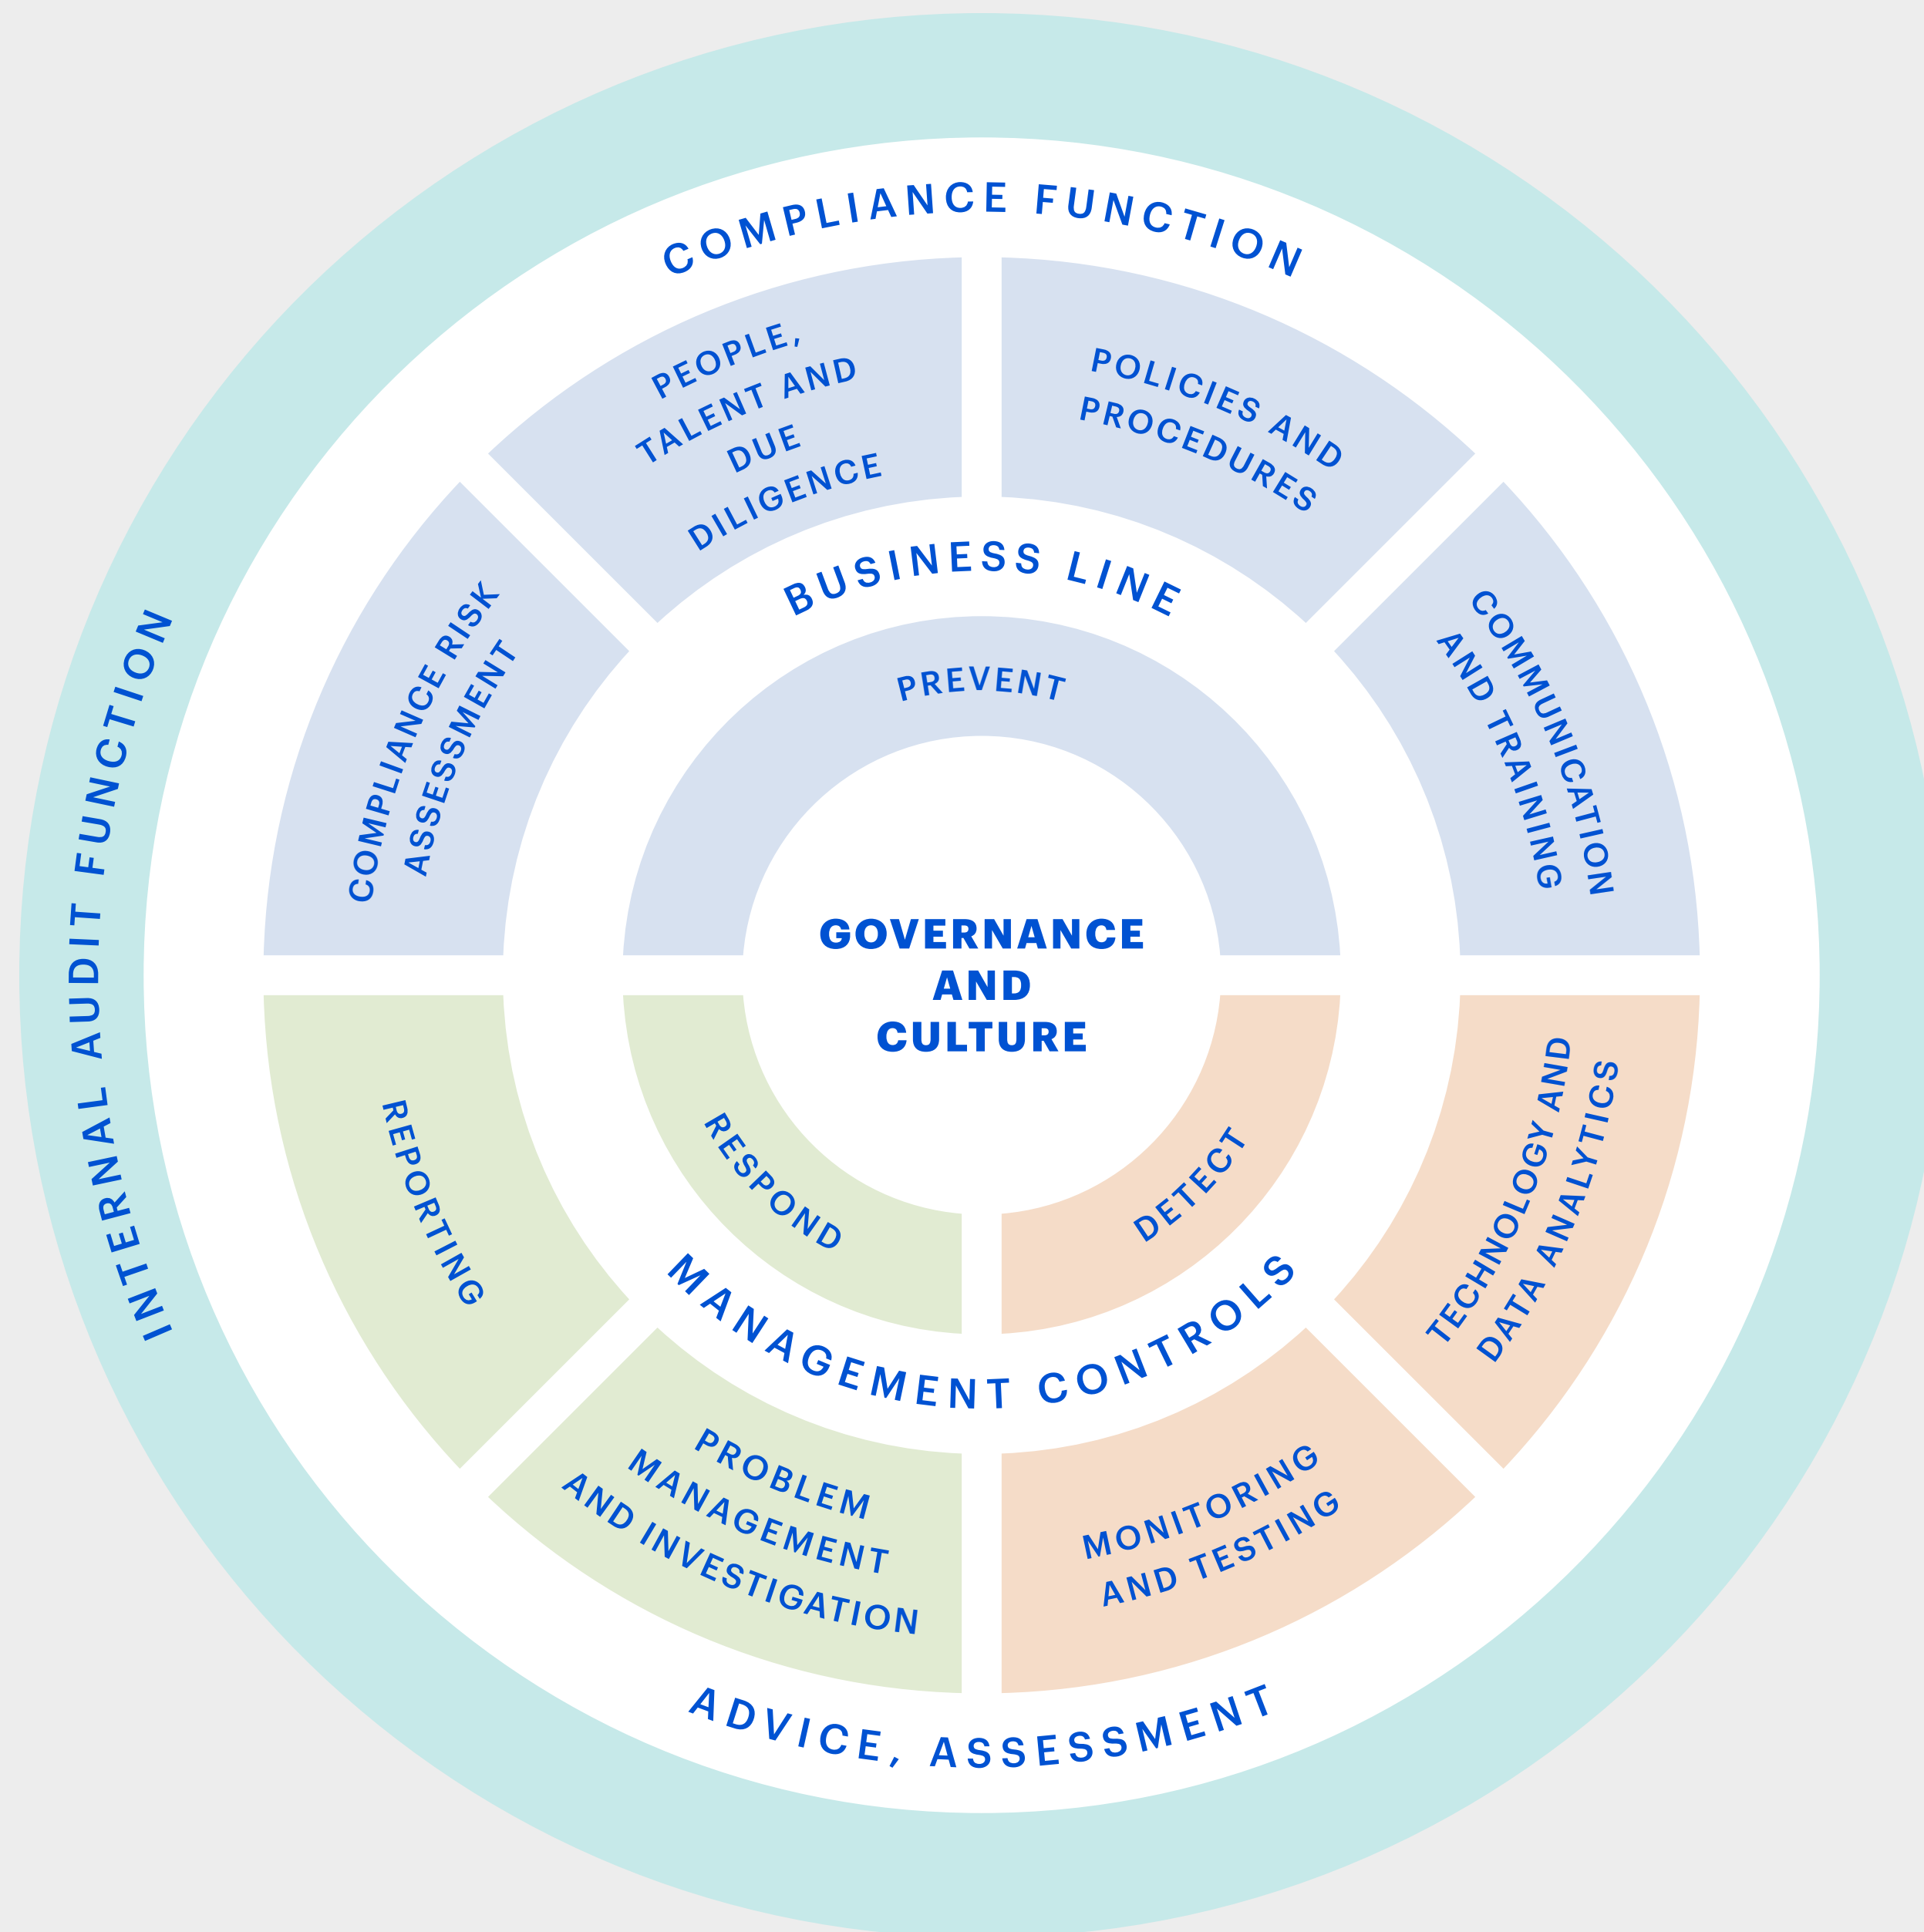 COMPLIANCE FUNCTION
PEOPLE,
TALENT AND
DUE
DILIGENCE
POLICIES AND
PROCEDURES
COMPLIANCE RISK
ASSESSMENT
COMMUNICATION
AND TRAINING
BUSINESS LINE
PREVENT
INTERNAL AUDIT FUNCTION
GOVERNANCE
AND
CULTURE
RESPOND
DETECT
REPORTING
TECHNOLOGY AND
DATA ANALYTICS
MANAGEMENT CONTROLS
PROBLEM
MANAGEMENT
AND INVESTIGATION
MONITORING
AND TESTING
ADVICE, ASSESSMENT